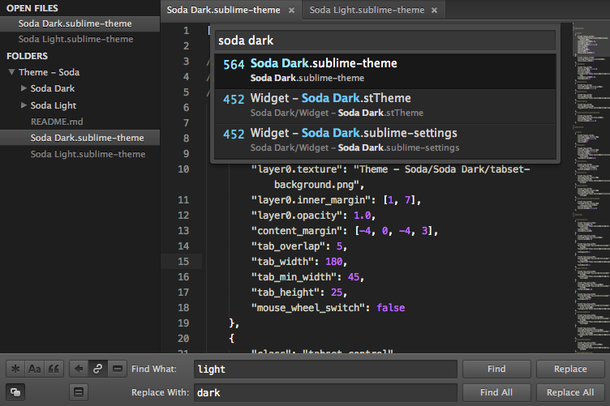 OPEN FILES
Soda Dark.sublime-theme
Soda Light.sublime-theme
FOLDERS
Theme – Soda
Soda Dark
Soda Light
README.md
Soda Dark.sublime-theme
Soda Light.sublime-theme
Soda Dark.sublime-theme ×
Soda Light.sublime-theme ×
soda dark
564 Soda Dark.sublime-theme
Soda Dark.sublime-theme
452 Widget – Soda Dark.stTheme
Soda Dark/Widget – Soda Dark.stTheme
452 Widget – Soda Dark.sublime-settings
Soda Dark/Widget – Soda Dark.sublime-settings
1 [
2
3 /
4 /
5 /
6
7
8
9
10 "layer0.texture": "Theme - Soda/Soda Dark/tabset-
background.png",
11 "layer0.inner_margin": [1, 7],
12 "layer0.opacity": 1.0,
13 "content_margin": [-4, 0, -4, 3],
14 "tab_overlap": 5,
15 "tab_width": 180,
16 "tab_min_width": 45,
17 "tab_height": 25,
18 "mouse_wheel_switch": false
19 },
20 {
21 "class": "tabset_control",
Aa
Find What: light Find Replace
Replace With: dark Find All Replace All